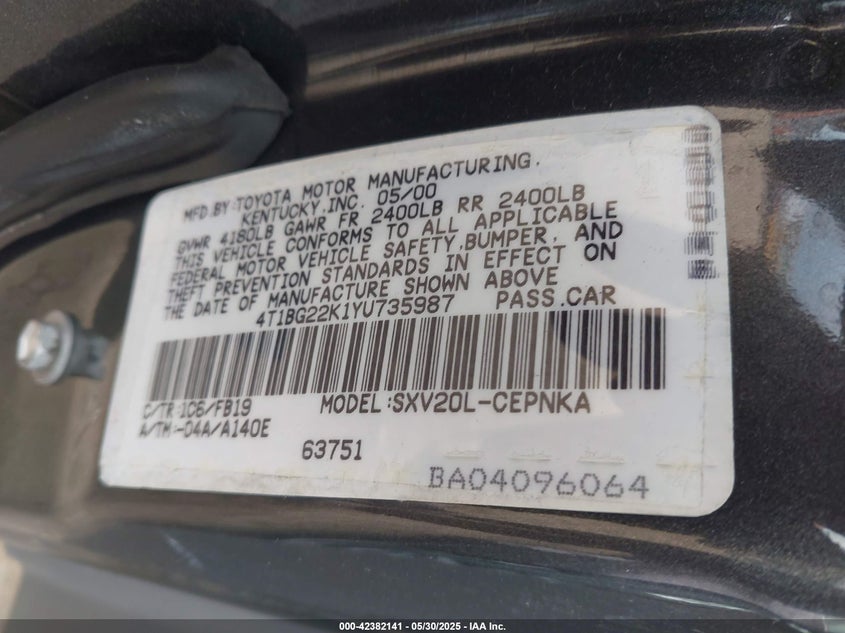 MFD.BY:TOYOTA MOTOR MANUFACTURING.
KENTUCKY,INC. 05/00
GVWR 4180LB GAWR FR 2400LB RR 2400LB
THIS VEHICLE CONFORMS TO ALL APPLICABLE
FEDERAL MOTOR VEHICLE SAFETY,BUMPER, AND
THEFT PREVENTION STANDARDS IN EFFECT ON
THE DATE OF MANUFACTURE SHOWN ABOVE
4T1BG22K1YU735987 PASS.CAR
C/TR:1C6/FB19 MODEL:SXV20L-CEPNKA
A/TM:-04A/A140E
63751
BA04096064
000-42382141 — 05/30/2025 — IAA Inc.